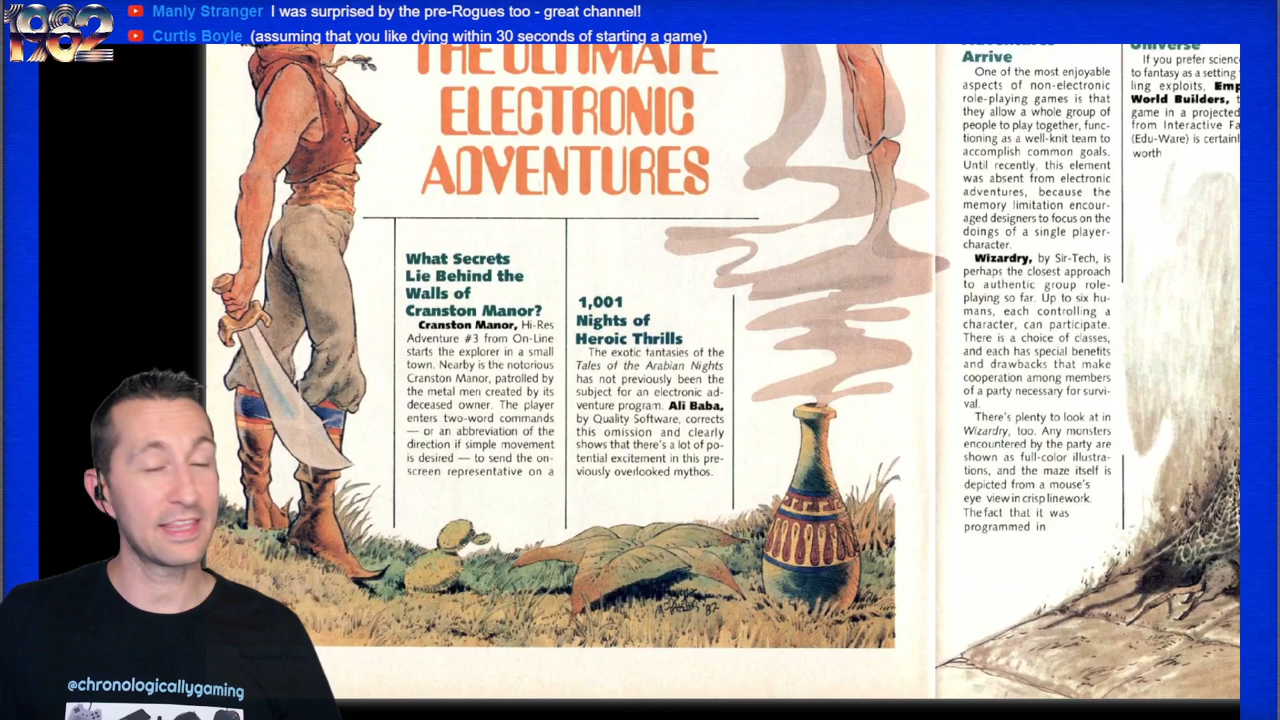 1982
Manly Stranger I was surprised by the pre-Rogues too - great channel!
Curtis Boyle (assuming that you like dying within 30 seconds of starting a game)
THE ULTIMATE
ELECTRONIC
ADVENTURES
What Secrets
Lie Behind the
Walls of
Cranston Manor?
Cranston Manor, Hi-Res
Adventure #3 from On-Line
starts the explorer in a small
town. Nearby is the notorious
Cranston Manor, patrolled by
the metal men created by its
deceased owner. The player
enters two-word commands
— or an abbreviation of the
direction if simple movement
is desired — to send the on-
screen representative on a
1,001
Nights of
Heroic Thrills
The exotic fantasies of the
Tales of the Arabian Nights
has not previously been the
subject for an electronic ad-
venture program. Ali Baba,
by Quality Software, corrects
this omission and clearly
shows that there's a lot of po-
tential excitement in this pre-
viously overlooked mythos.
Arrive
One of the most enjoyable
aspects of non-electronic
role-playing games is that
they allow a whole group of
people to play together, func-
tioning as a well-knit team to
accomplish common goals.
Until recently, this element
was absent from electronic
adventures, because the
memory limitation encour-
aged designers to focus on the
doings of a single player-
character.
Wizardry, by Sir-Tech, is
perhaps the closest approach
to authentic group role-
playing so far. Up to six hu-
mans, each controlling a
character, can participate.
There is a choice of classes,
and each has special benefits
and drawbacks that make
cooperation among members
of a party necessary for survi-
val.
There's plenty to look at in
Wizardry, too. Any monsters
encountered by the party are
shown as full-color illustra-
tions, and the maze itself is
depicted from a mouse's
eye view in crisp linework.
The fact that it was
programmed in
Universe
If you prefer scienc
to fantasy as a setting
ling exploits, Emp
World Builders,
game in a projected
from Interactive Fa
(Edu-Ware) is certainl
worth
@chronologicallygaming